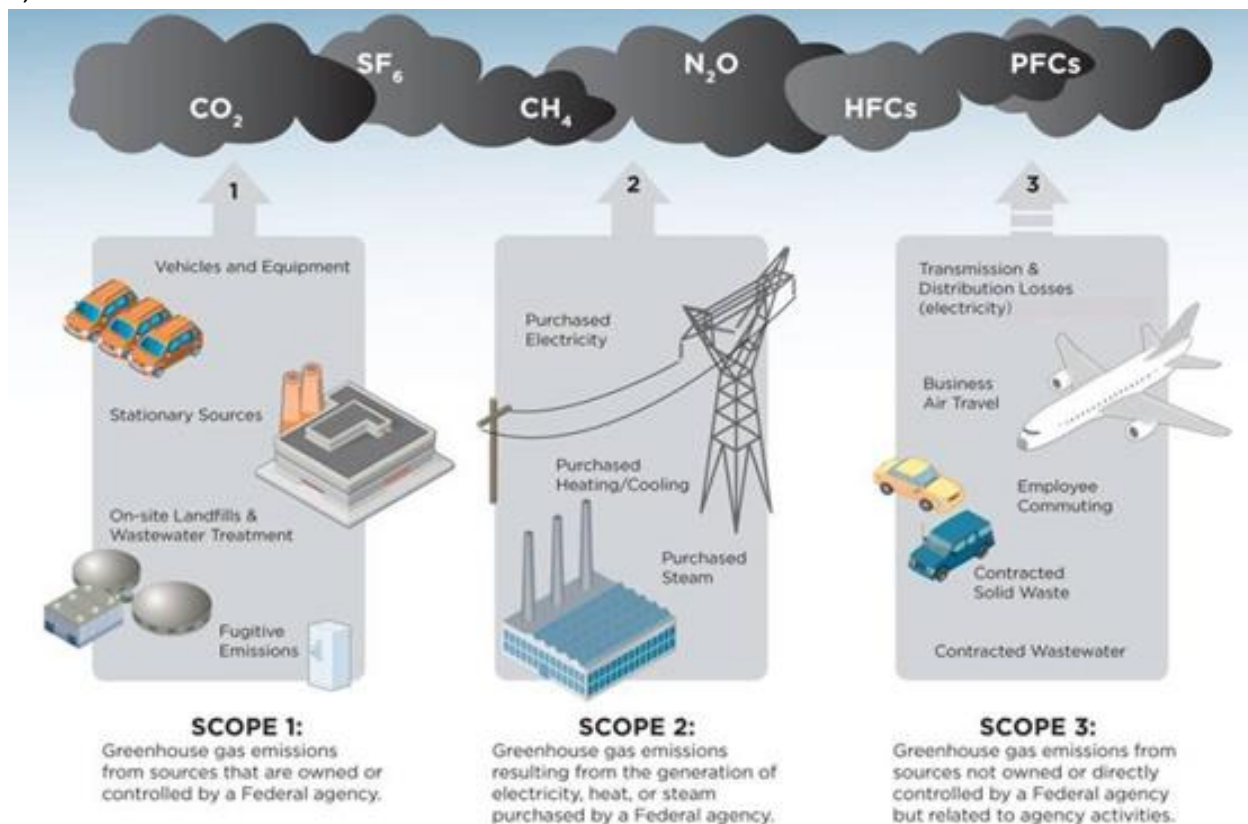 SF₆
N₂O
PFCs
CO₂
CH₄
HFCs
1
2
3
Vehicles and Equipment
Stationary Sources
On-site Landfills &
Wastewater Treatment
Fugitive
Emissions
Purchased
Electricity
Purchased
Heating/Cooling
Purchased
Steam
Transmission &
Distribution Losses
(electricity)
Business
Air Travel
Employee
Commuting
Contracted
Solid Waste
Contracted Wastewater
SCOPE 1:
Greenhouse gas emissions
from sources that are owned or
controlled by a Federal agency.
SCOPE 2:
Greenhouse gas emissions
resulting from the generation of
electricity, heat, or steam
purchased by a Federal agency.
SCOPE 3:
Greenhouse gas emissions from
sources not owned or directly
controlled by a Federal agency
but related to agency activities.